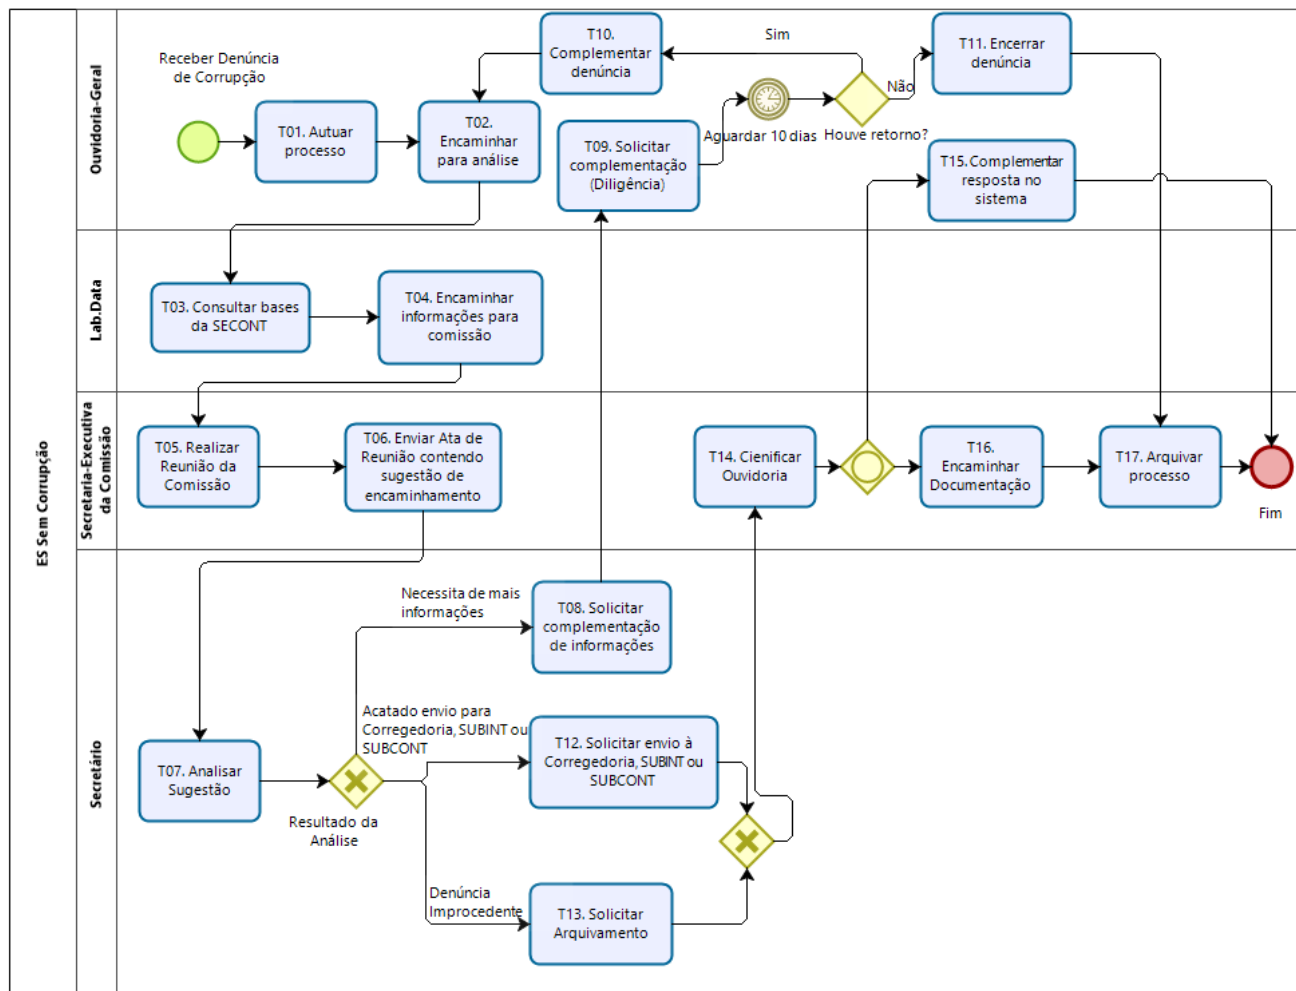 ES Sem Corrupção
Ouvidoria-Geral
Receber Denúncia
de Corrupção
T01. Autuar
processo
T02.
Encaminhar
para análise
T10.
Complementar
denúncia
Sim
T09. Solicitar
complementação
(Diligência)
Aguardar 10 dias
Houve retorno?
Não
T11. Encerrar
denúncia
T15. Complementar
resposta no
sistema
Lab.Data
T03. Consultar bases
da SECONT
T04. Encaminhar
informações para
comissão
Secretaria-Executiva
da Comissão
T05. Realizar
Reunião da
Comissão
T06. Enviar Ata de
Reunião contendo
sugestão de
encaminhamento
T14. Cienificar
Ouvidoria
T16.
Encaminhar
Documentação
T17. Arquivar
processo
Fim
Secretário
T07. Analisar
Sugestão
Resultado da
Análise
Necessita de mais
informações
T08. Solicitar
complementação
de informações
Acatado envio para
Corregedoria, SUBINT ou
SUBCONT
T12. Solicitar envio à
Corregedoria, SUBINT ou
SUBCONT
Denúncia
Improcedente
T13. Solicitar
Arquivamento